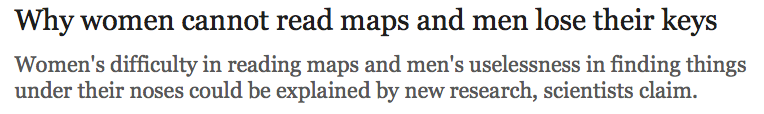 Why women cannot read maps and men lose their keys
Women's difficulty in reading maps and men's uselessness in finding things
under their noses could be explained by new research, scientists claim.